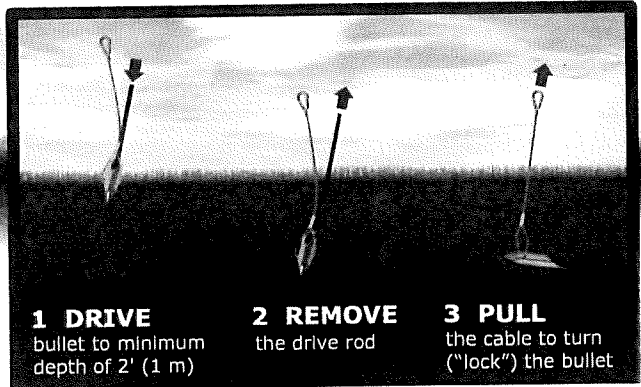 1 DRIVE
bullet to minimum
depth of 2' (1 m)
2 REMOVE
the drive rod
3 PULL
the cable to turn
("lock") the bullet